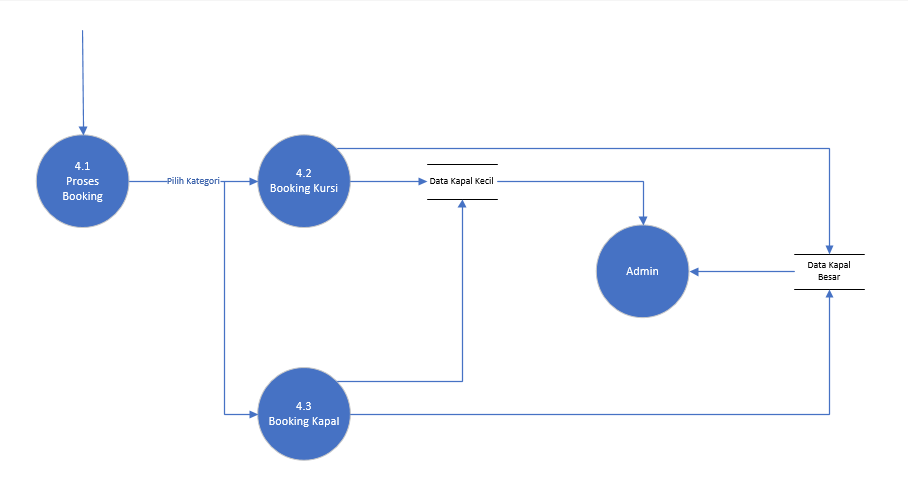 4.1
Proses
Booking
Pilih Kategori
4.2
Booking Kursi
Data Kapal Kecil
Admin
Data Kapal
Besar
4.3
Booking Kapal